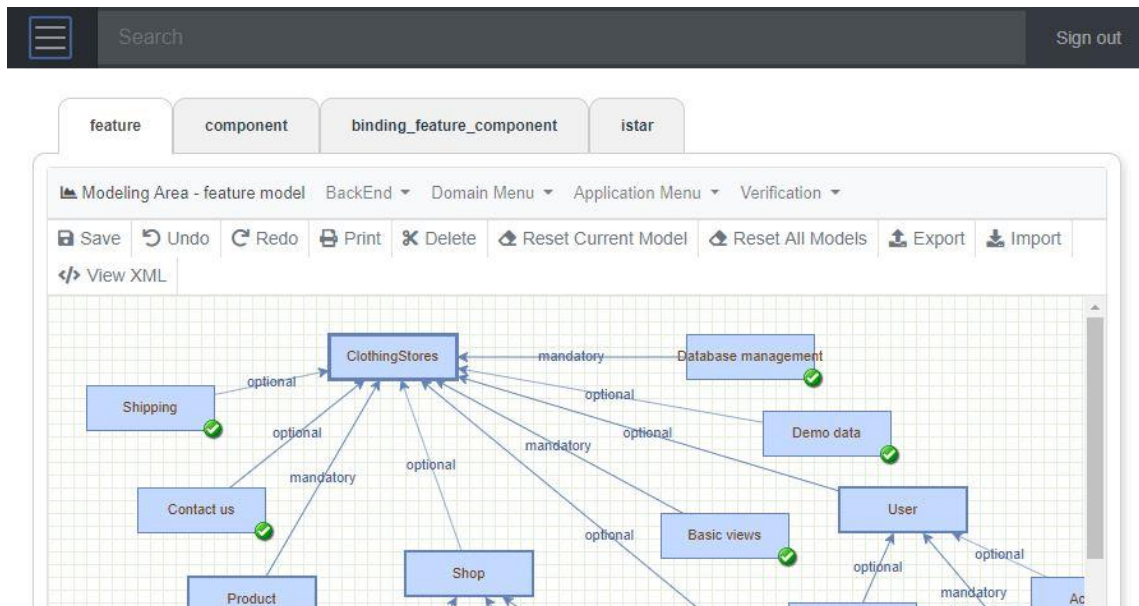 Search Sign out
feature component binding_feature_component istar
Modeling Area - feature model BackEnd Domain Menu Application Menu Verification
Save Undo Redo Print Delete Reset Current Model Reset All Models Export Import
</> View XML
ClothingStores mandatory Database management
optional
optional
Shipping
optional optional Demo data
mandatory
optional
mandatory
Contact us User
optional Basic views
optional
optional
Shop
mandatory
Product